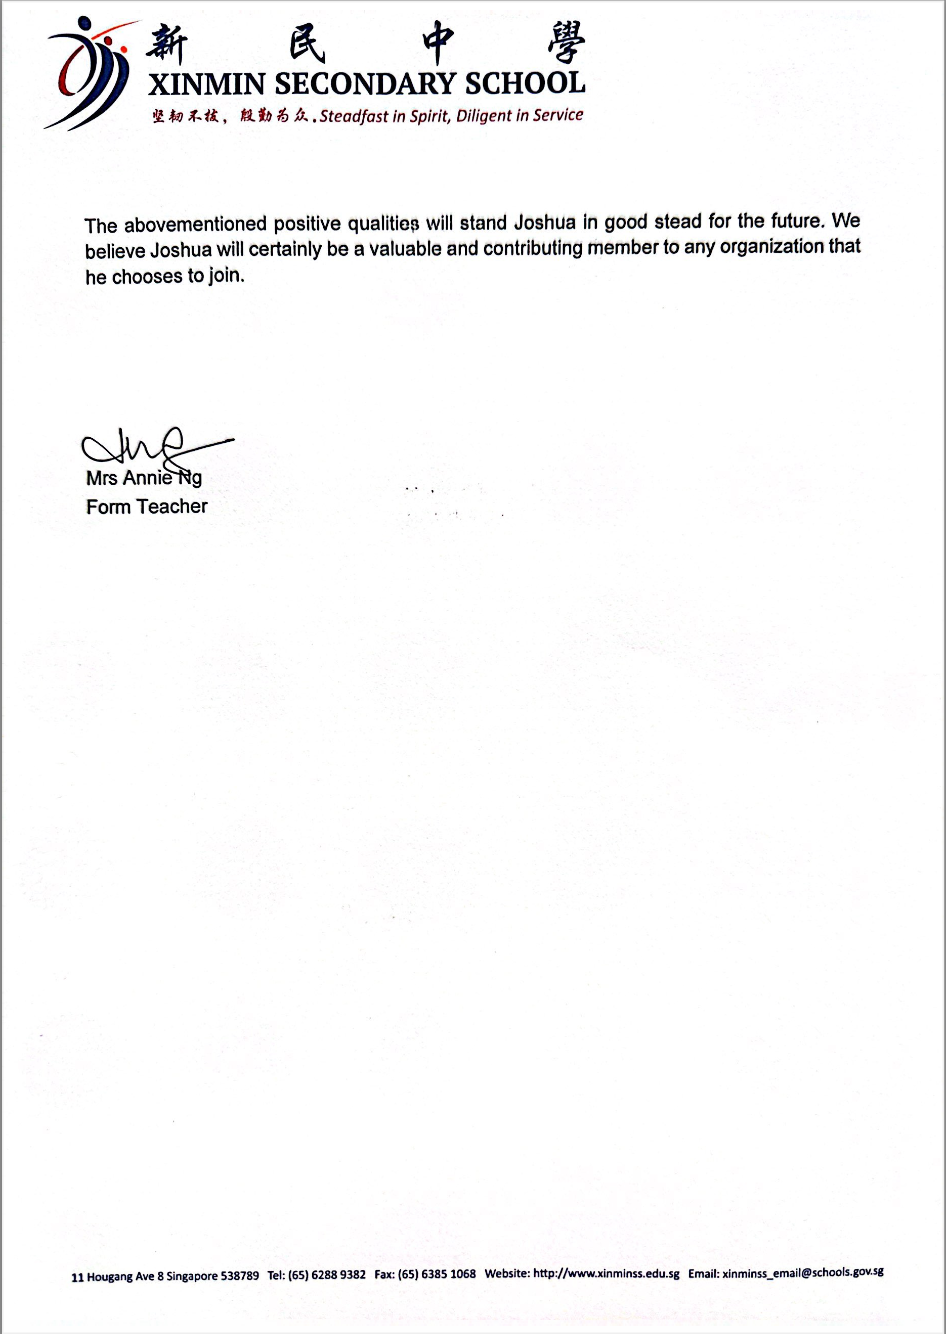 新民中學
XINMIN SECONDARY SCHOOL
坚韧不拔，殷勤为众 . Steadfast in Spirit, Diligent in Service
The abovementioned positive qualities will stand Joshua in good stead for the future. We
believe Joshua will certainly be a valuable and contributing member to any organization that
he chooses to join.
Mrs Annie Ng
Form Teacher
11 Hougang Ave 8 Singapore 538789 Tel: (65) 6288 9382 Fax: (65) 6385 1068 Website: http://www.xinminss.edu.sg Email: xinminss_email@schools.gov.sg